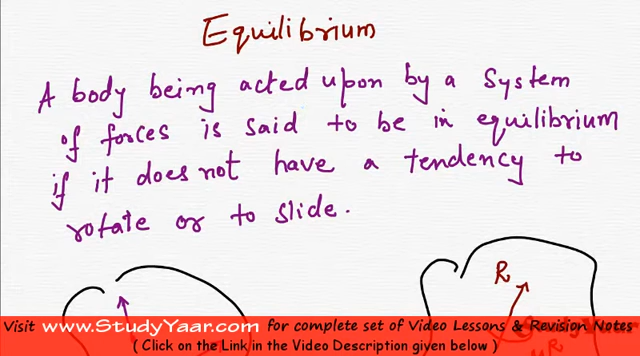 Equilibrium
A body being acted upon by a system
of forces is said to be in equilibrium
if it does not have a tendency to
rotate or to slide.
R
Visit www.StudyYaar.com for complete set of Video Lessons & Revision Notes
( Click on the Link in the Video Description given below )